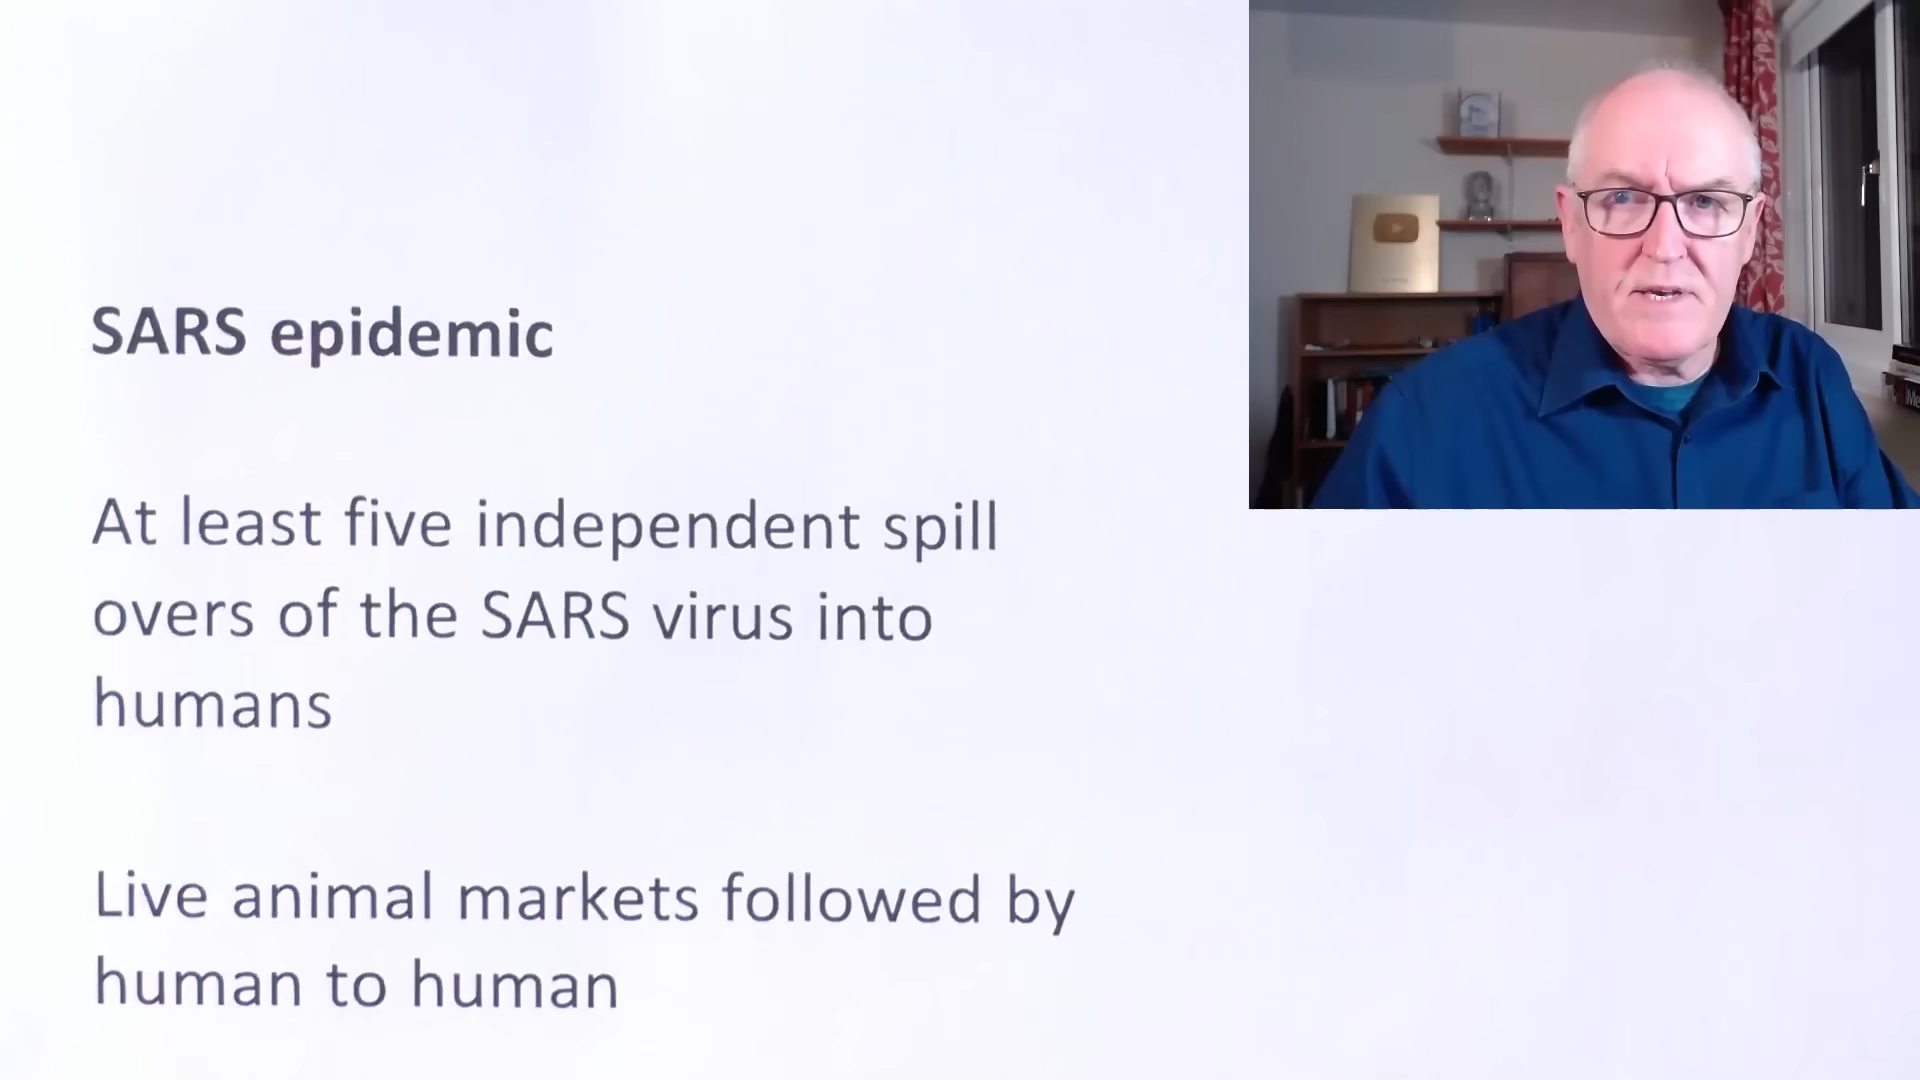 SARS epidemic
At least five independent spill
overs of the SARS virus into
humans
Live animal markets followed by
human to human